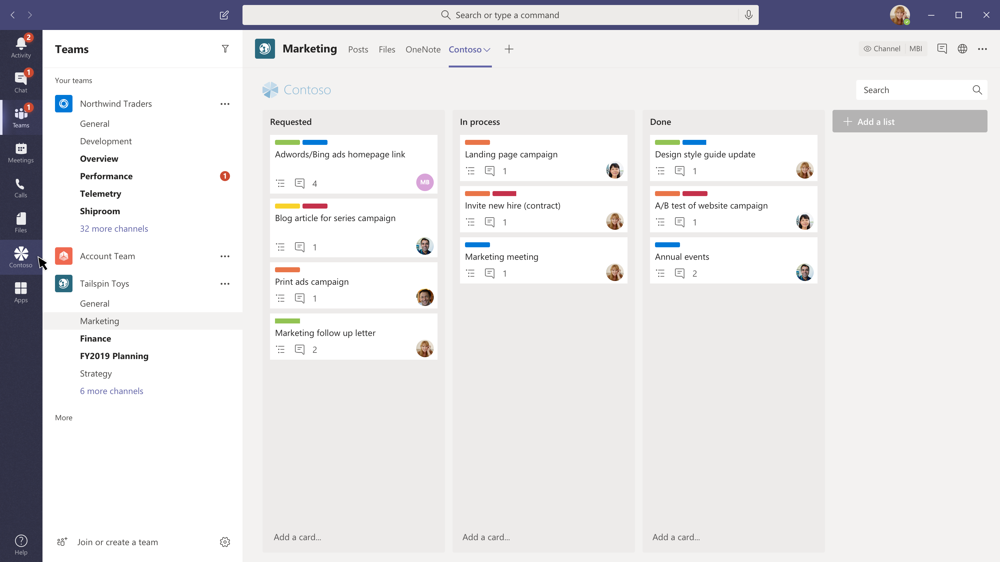 Search or type a command
2
Activity
1
Chat
1
Teams
Meetings
Calls
Files
Contoso
Apps
Help
Teams
Your teams
Northwind Traders
General
Development
Overview
Performance
1
Telemetry
Shiproom
32 more channels
Account Team
Tailspin Toys
General
Marketing
Finance
FY2019 Planning
Strategy
6 more channels
More
Join or create a team
Marketing Posts Files OneNote Contoso
Channel MBI
Contoso
Search
Requested
Adwords/Bing ads homepage link
4
MB
Blog article for series campaign
1
Print ads campaign
1
Marketing follow up letter
2
Add a card...
In process
Landing page campaign
1
Invite new hire (contract)
1
Marketing meeting
1
Add a card...
Done
Design style guide update
1
A/B test of website campaign
1
Annual events
2
Add a card...
Add a list